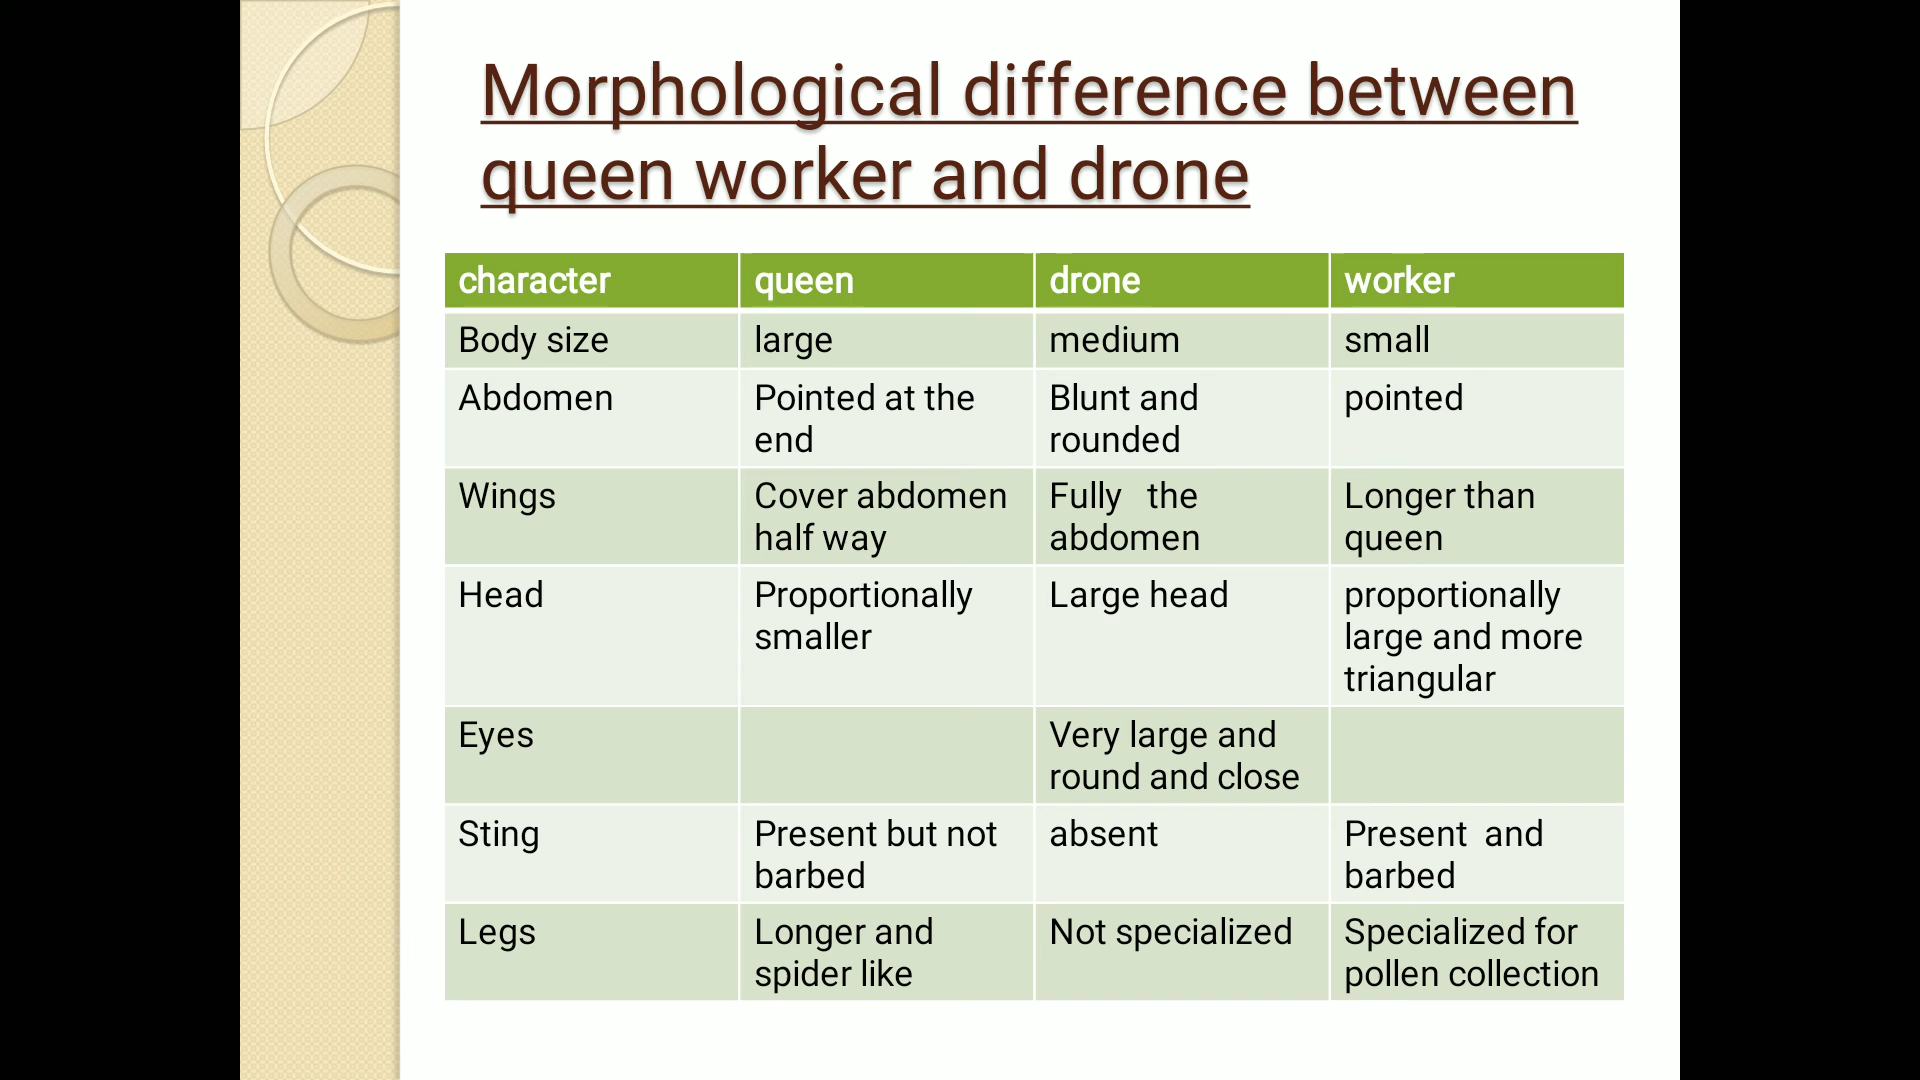 Morphological difference between
queen worker and drone
character queen drone worker
Body size large medium small
Abdomen Pointed at the end Blunt and rounded pointed
Wings Cover abdomen half way Fully the abdomen Longer than queen
Head Proportionally smaller Large head proportionally large and more triangular
Eyes Very large and round and close
Sting Present but not barbed absent Present and barbed
Legs Longer and spider like Not specialized Specialized for pollen collection